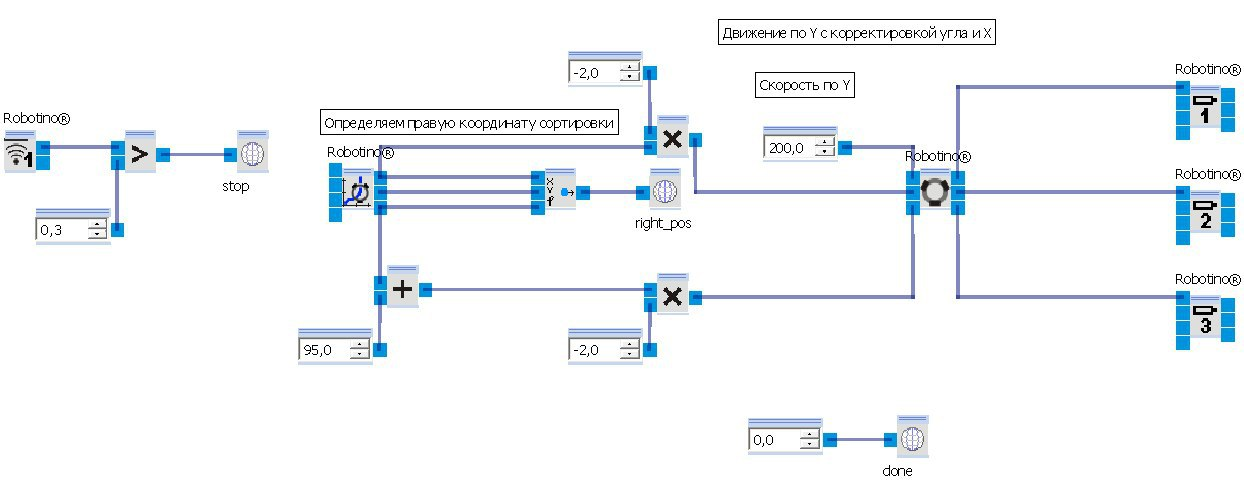 Движение по Y с корректировкой угла и X
-2,0
Robotino®
Скорость по Y
Robotino®
Определяем правую координату сортировки
200,0
>
stop
1
Robotino®
×
Robotino®
1
x
y
φ
right_pos
Robotino®
2
0,3
+
×
Robotino®
3
95,0
-2,0
0,0
done